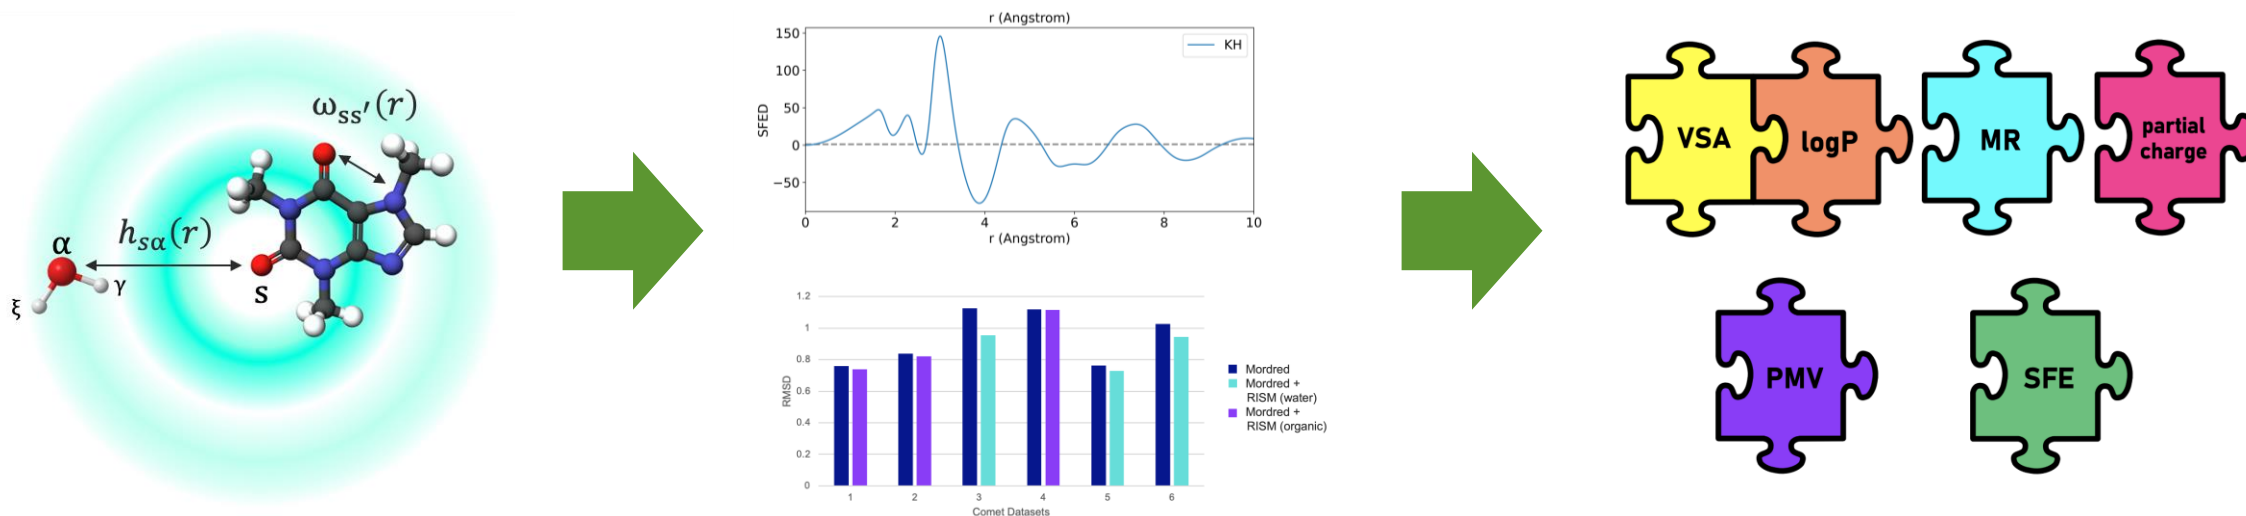 ωss′(r)
hsα(r)
α
γ
ξ
s
r (Angstrom)
KH
SFED
150
100
50
0
−50
0 2 4 6 8 10
r (Angstrom)
RMSD
1.2
1
0.8
0.6
0.4
0.2
0
1 2 3 4 5 6
Comet Datasets
Mordred
Mordred +
RISM (water)
Mordred +
RISM (organic)
VSA
logP
MR
partial
charge
PMV
SFE